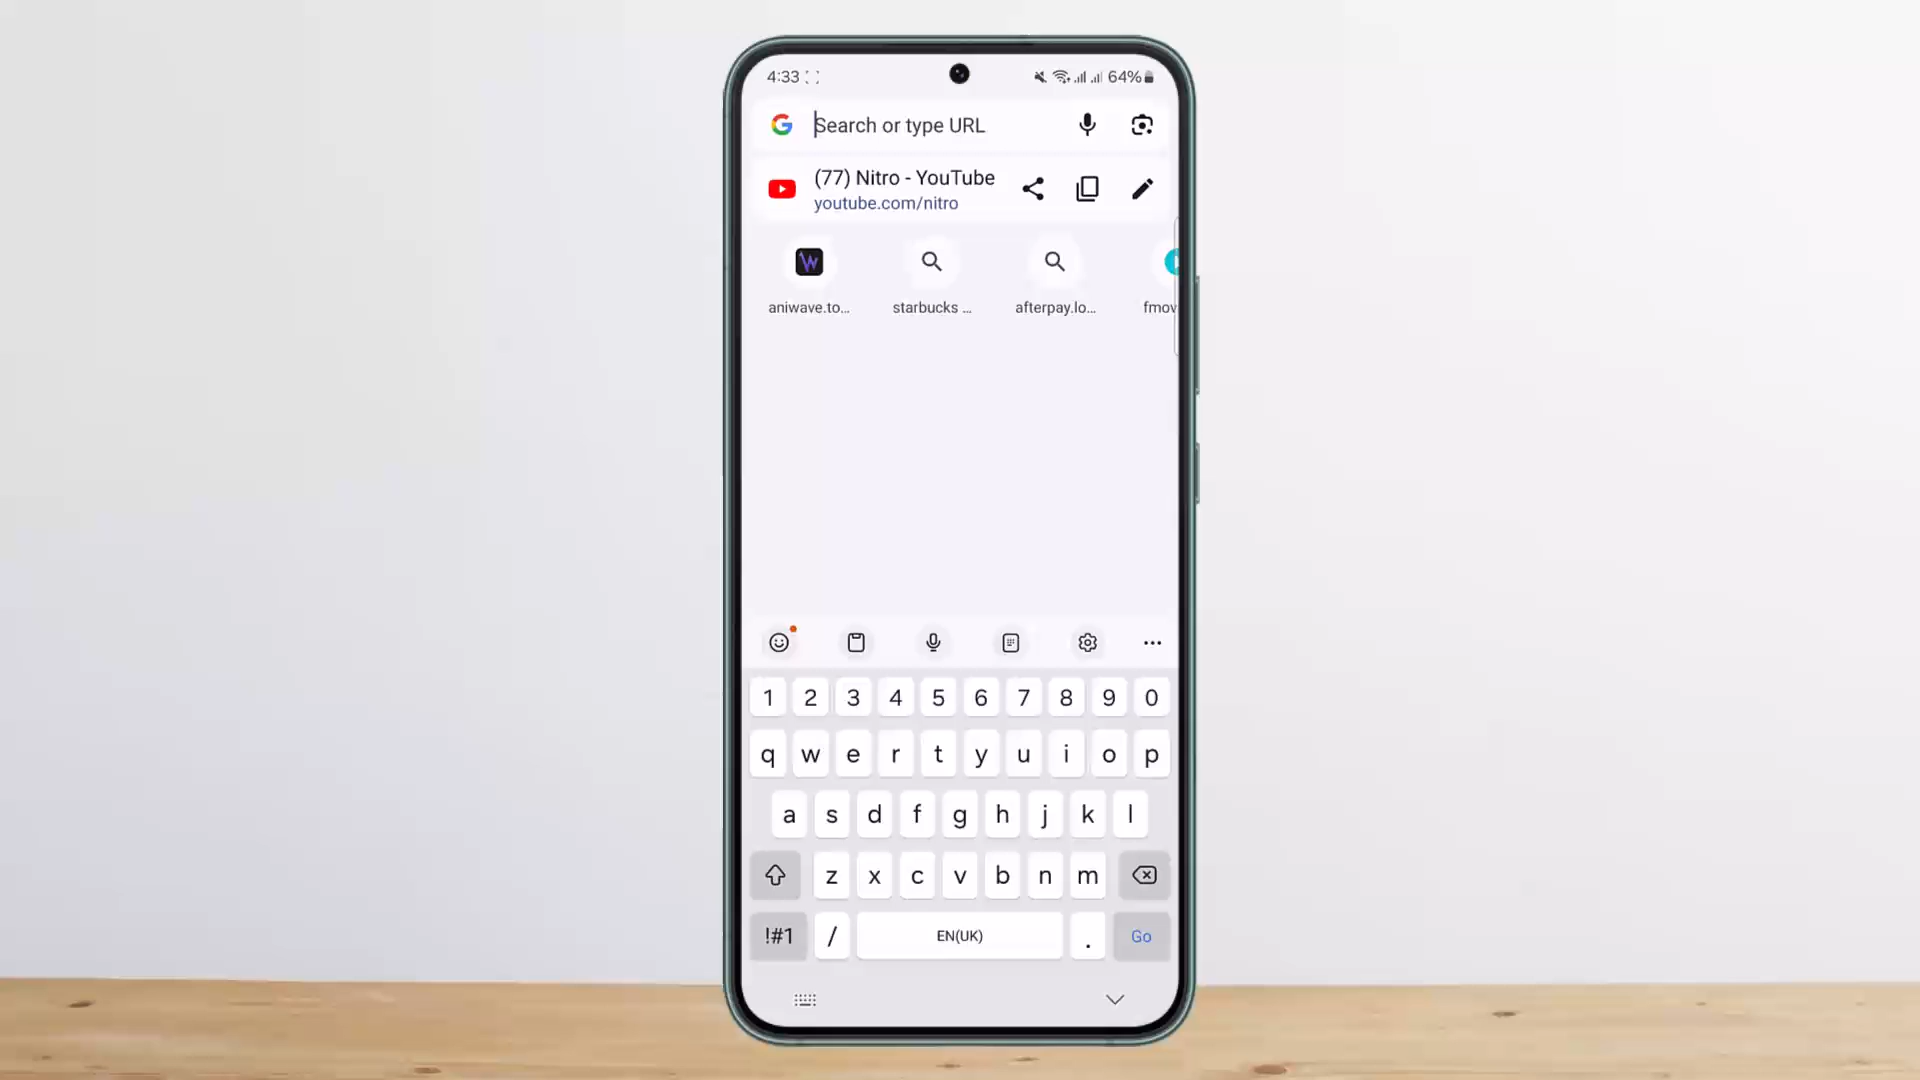 4:33 64%
Search or type URL
(77) Nitro - YouTube
youtube.com/nitro
aniwave.to... starbucks ... afterpay.lo... fmov
1 2 3 4 5 6 7 8 9 0
q w e r t y u i o p
a s d f g h j k l
z x c v b n m
!#1 / EN(UK) . Go